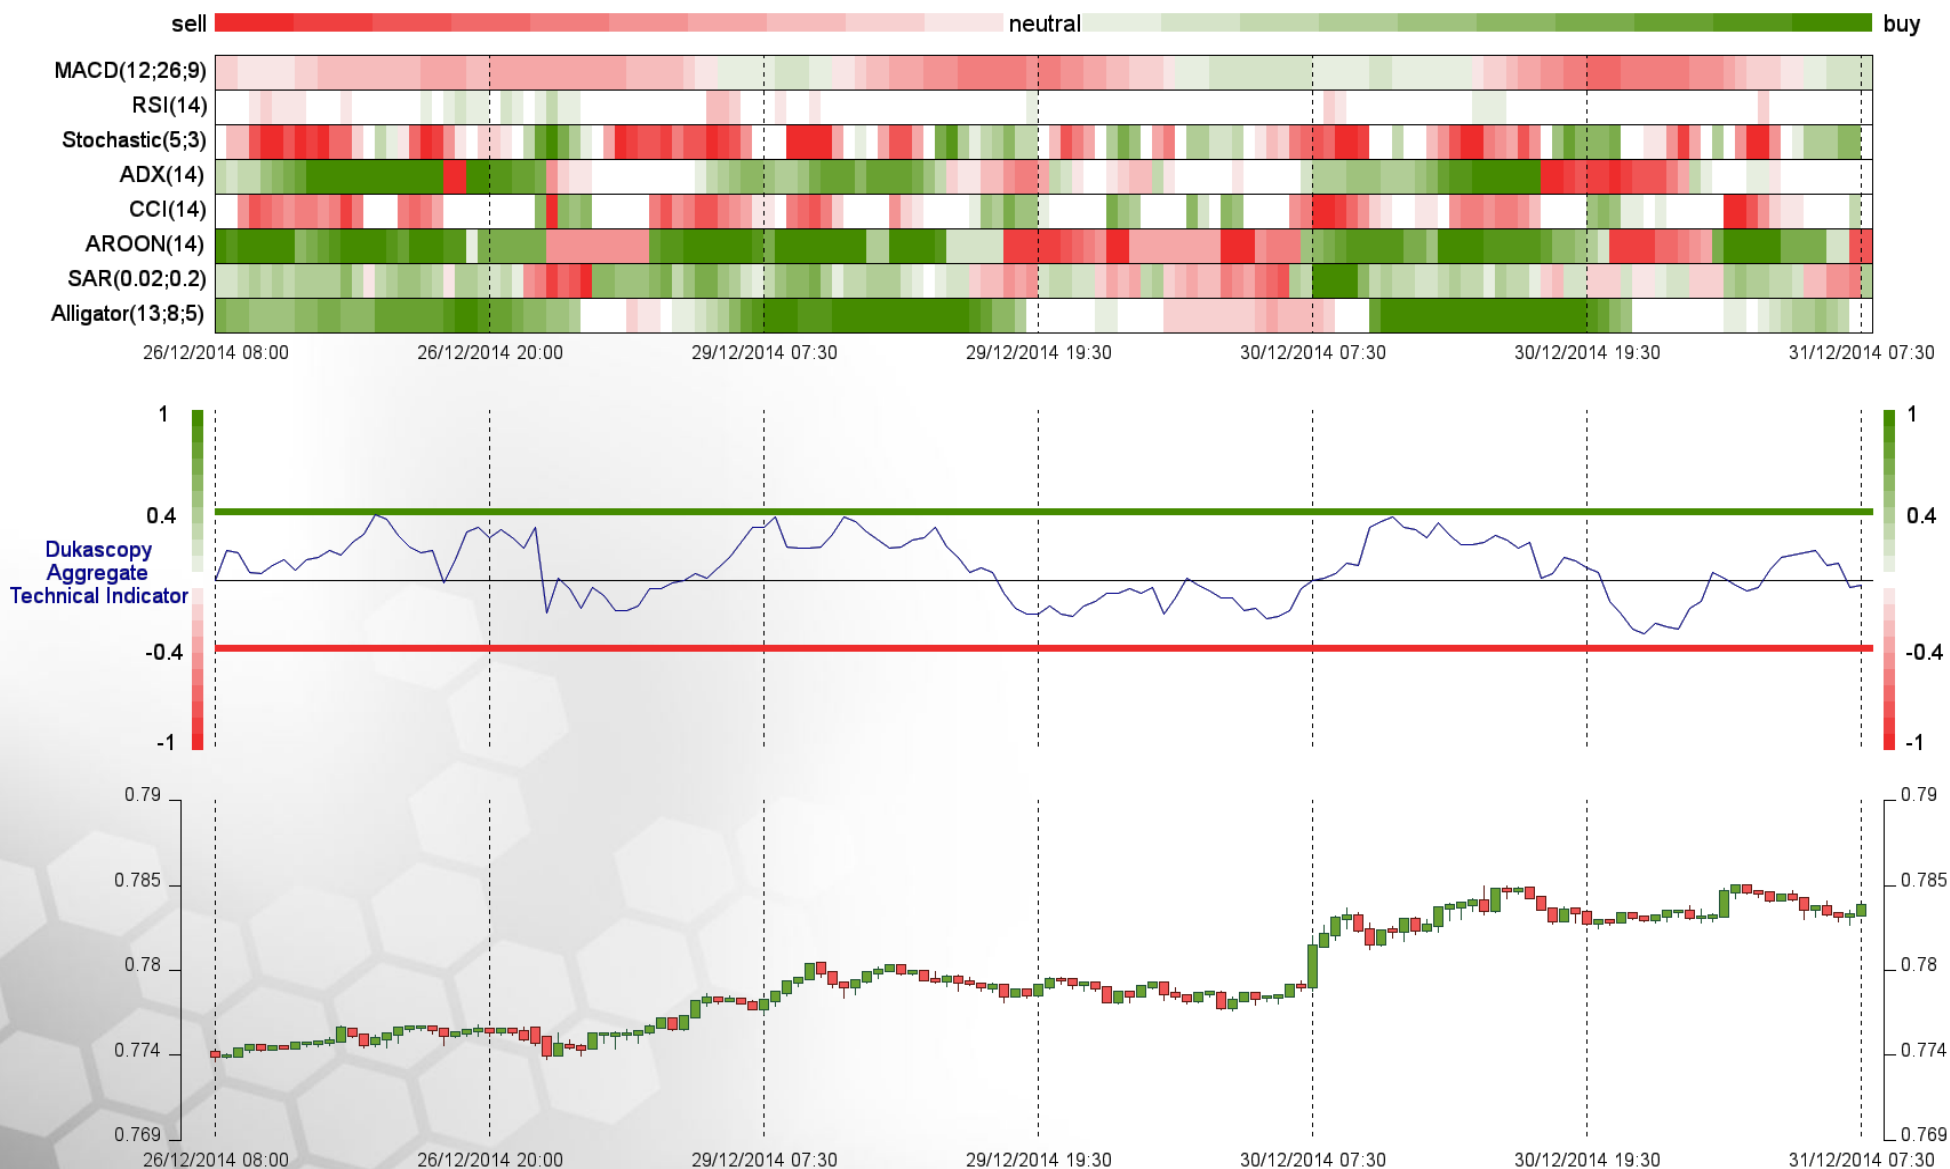 sell neutral buy
MACD(12;26;9)
RSI(14)
Stochastic(5;3)
ADX(14)
CCI(14)
AROON(14)
SAR(0.02;0.2)
Alligator(13;8;5)
26/12/2014 08:00 26/12/2014 20:00 29/12/2014 07:30 29/12/2014 19:30 30/12/2014 07:30 30/12/2014 19:30 31/12/2014 07:30
1 1
0.4 0.4
Dukascopy
Aggregate
Technical Indicator
-0.4 -0.4
-1 -1
0.79 0.79
0.785 0.785
0.78 0.78
0.774 0.774
0.769 0.769
26/12/2014 08:00 26/12/2014 20:00 29/12/2014 07:30 29/12/2014 19:30 30/12/2014 07:30 30/12/2014 19:30 31/12/2014 07:30